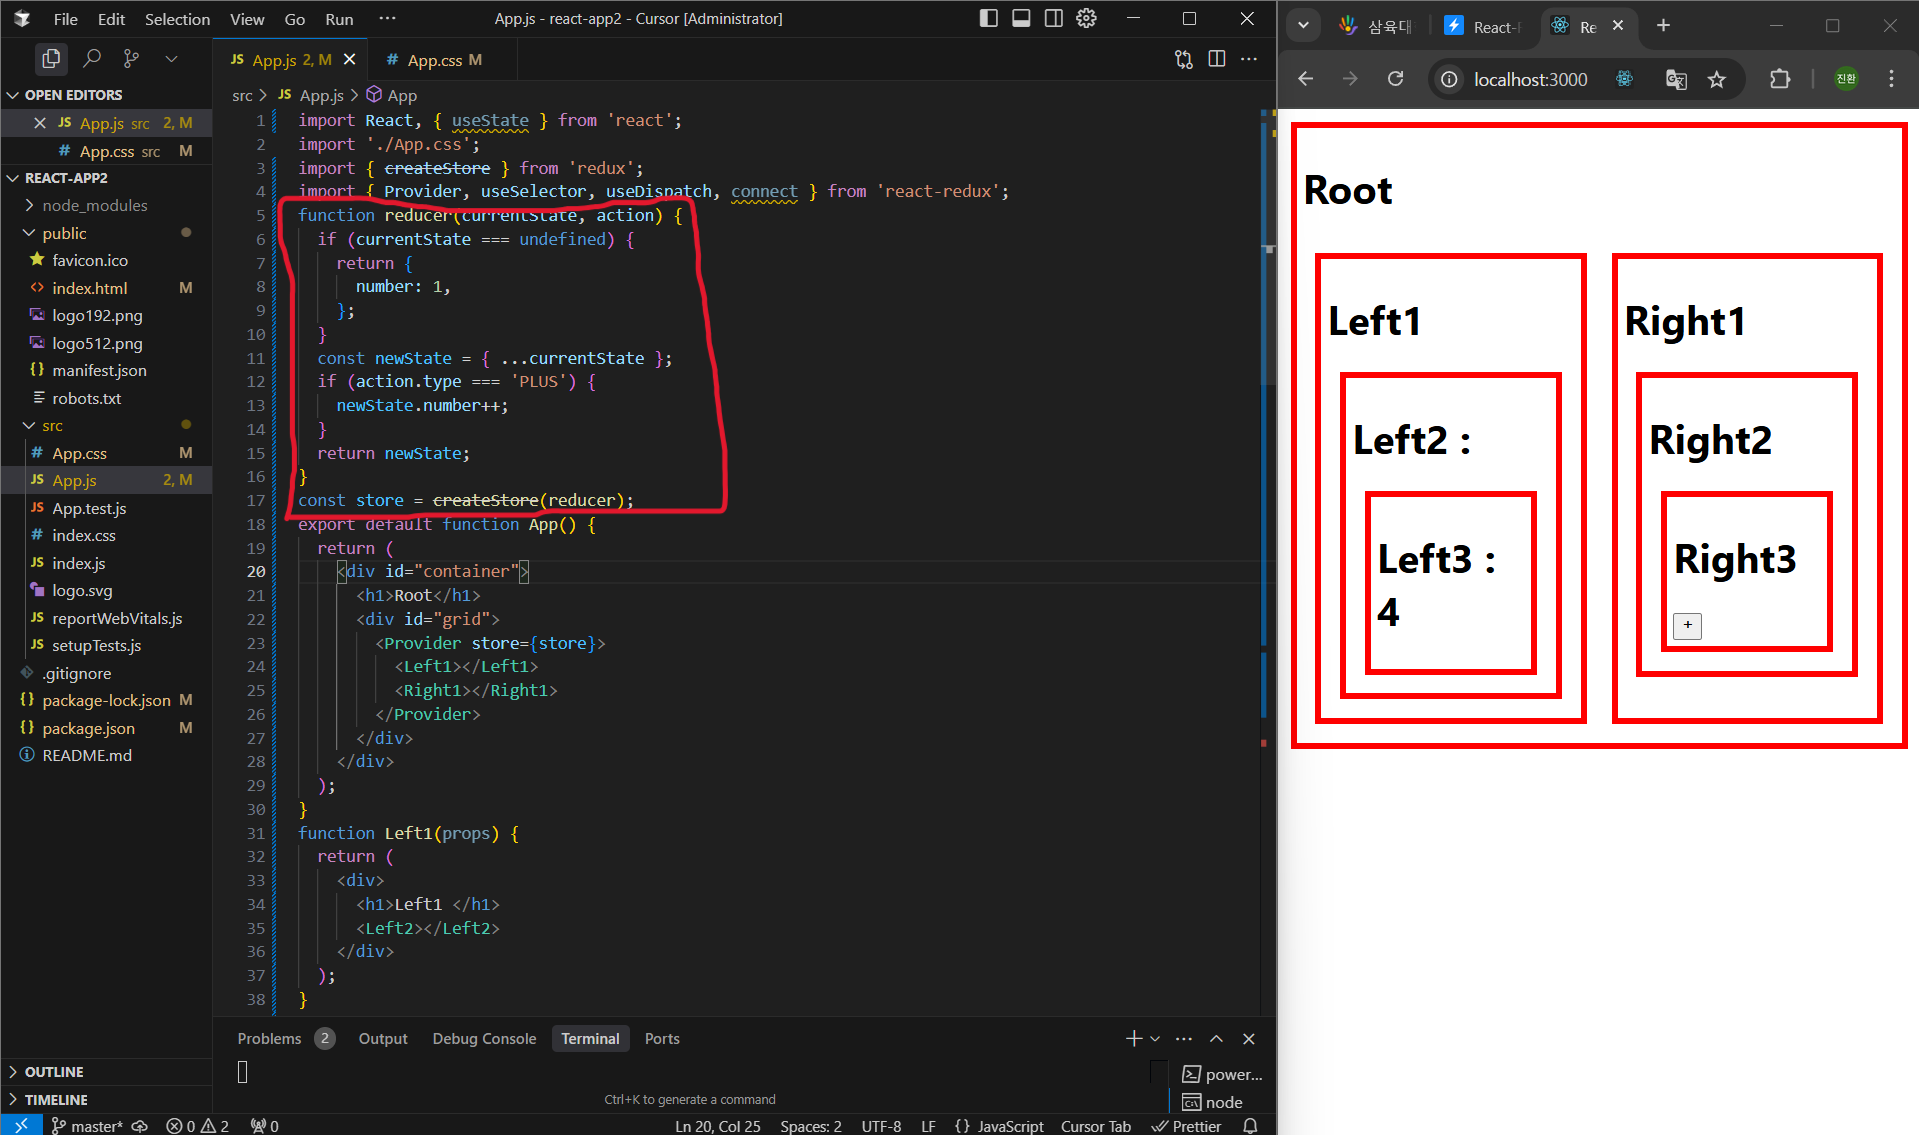 File Edit Selection View Go Run ··· App.js - react-app2 - Cursor [Administrator]
OPEN EDITORS
JS App.js src 2, M
# App.css src M
REACT-APP2
node_modules
public
favicon.ico
<> index.html M
logo192.png
logo512.png
{} manifest.json
robots.txt
src
# App.css M
JS App.js 2, M
JS App.test.js
# index.css
JS index.js
logo.svg
JS reportWebVitals.js
JS setupTests.js
.gitignore
{} package-lock.json M
{} package.json M
README.md
OUTLINE
TIMELINE
JS App.js 2, M
# App.css M
src > JS App.js > App
1 import React, { useState } from 'react';
2 import './App.css';
3 import { createStore } from 'redux';
4 import { Provider, useSelector, useDispatch, connect } from 'react-redux';
5 function reducer(currentState, action) {
6 if (currentState === undefined) {
7 return {
8 number: 1,
9 };
10 }
11 const newState = { ...currentState };
12 if (action.type === 'PLUS') {
13 newState.number++;
14 }
15 return newState;
16 }
17 const store = createStore(reducer);
18 export default function App() {
19 return (
20 <div id="container">
21 <h1>Root</h1>
22 <div id="grid">
23 <Provider store={store}>
24 <Left1></Left1>
25 <Right1></Right1>
26 </Provider>
27 </div>
28 </div>
29 );
30 }
31 function Left1(props) {
32 return (
33 <div>
34 <h1>Left1 </h1>
35 <Left2></Left2>
36 </div>
37 );
38 }
Problems 2 Output Debug Console Terminal Ports
power...
node
Ctrl+K to generate a command
master* 0 2 0 Ln 20, Col 25 Spaces: 2 UTF-8 LF {} JavaScript Cursor Tab Prettier
삼육대 React-F Re
localhost:3000 진환
Root
Left1
Left2 :
Left3 :
4
Right1
Right2
Right3
+